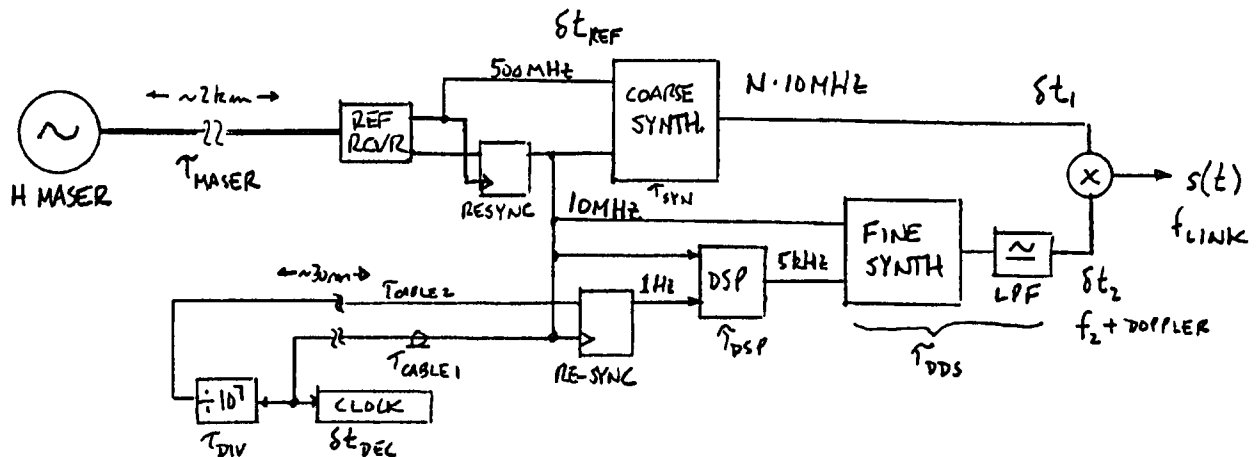 δt_REF
500MHz
COARSE
SYNTH.
τ_SYN
N·10MHz
δt_1
← ~2km →
τ_MASER
H MASER
REF
RCVR
RESYNC
10MHz
×
s(t)
f_LINK
FINE
SYNTH
LPF
δt_2
f_2 + DOPPLER
τ_DDS
DSP
τ_DSP
5kHz
1Hz
← ~30m →
τ_CABLE2
τ_CABLE1
RE-SYNC
÷10^7
τ_DIV
CLOCK
δt_DEC